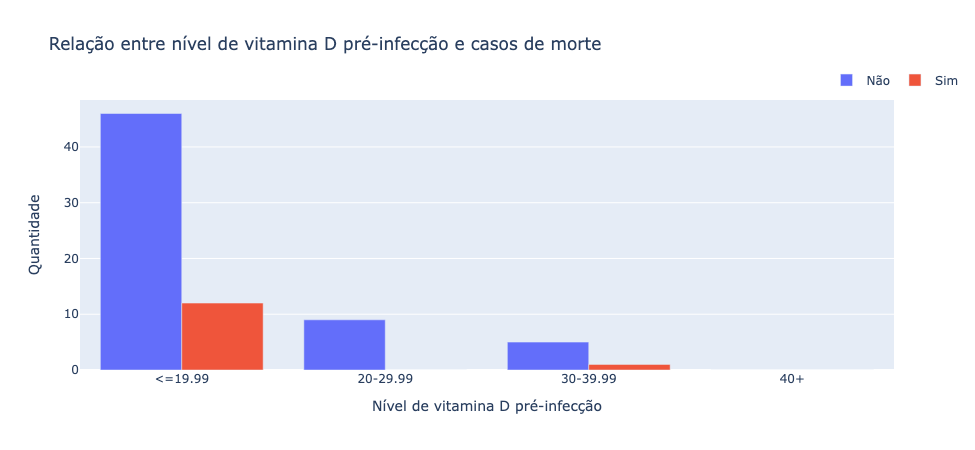 Relação entre nível de vitamina D pré-infecção e casos de morte
Não Sim
Quantidade
40
30
20
10
0
<=19.99 20-29.99 30-39.99 40+
Nível de vitamina D pré-infecção